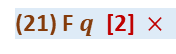 (21) F q [2] ×